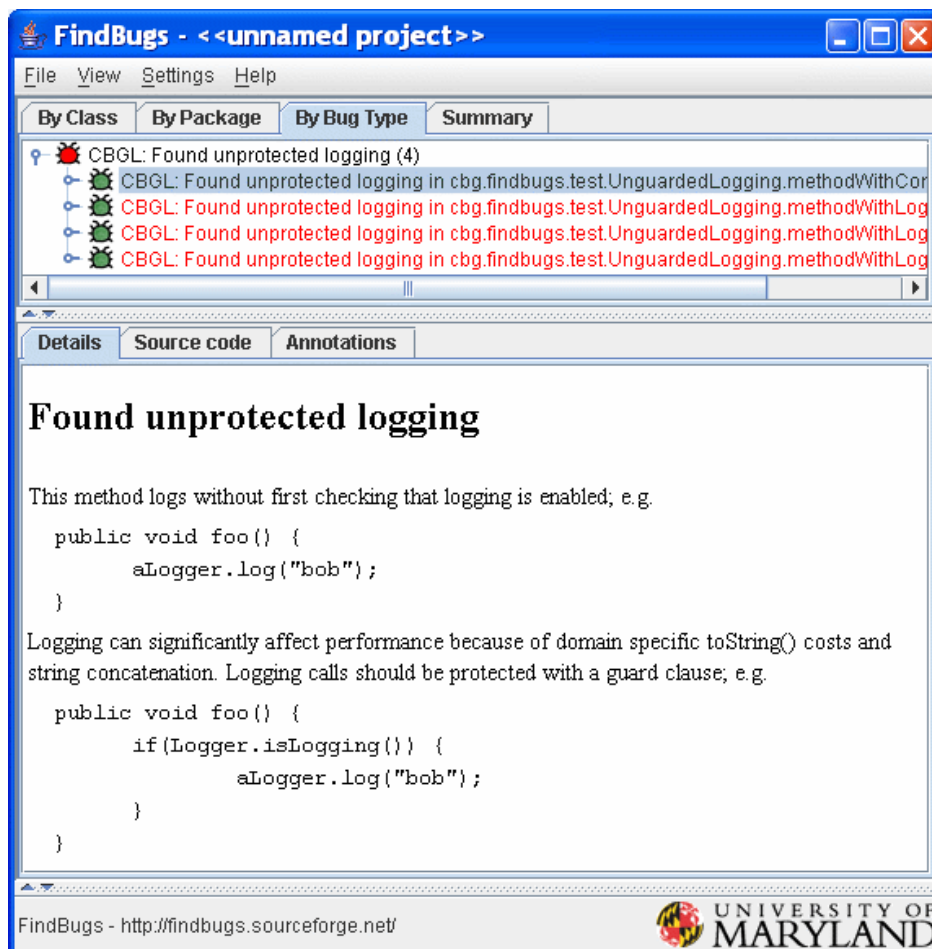 FindBugs - <<unnamed project>>
File View Settings Help
By Class By Package By Bug Type Summary
CBGL: Found unprotected logging (4)
CBGL: Found unprotected logging in cbg.findbugs.test.UnguardedLogging.methodWithCor
CBGL: Found unprotected logging in cbg.findbugs.test.UnguardedLogging.methodWithLog
CBGL: Found unprotected logging in cbg.findbugs.test.UnguardedLogging.methodWithLog
CBGL: Found unprotected logging in cbg.findbugs.test.UnguardedLogging.methodWithLog
Details Source code Annotations
Found unprotected logging
This method logs without first checking that logging is enabled; e.g.
public void foo() {
aLogger.log("bob");
}
Logging can significantly affect performance because of domain specific toString() costs and
string concatenation. Logging calls should be protected with a guard clause; e.g.
public void foo() {
if(Logger.isLogging()) {
aLogger.log("bob");
}
}
FindBugs - http://findbugs.sourceforge.net/
UNIVERSITY OF
MARYLAND